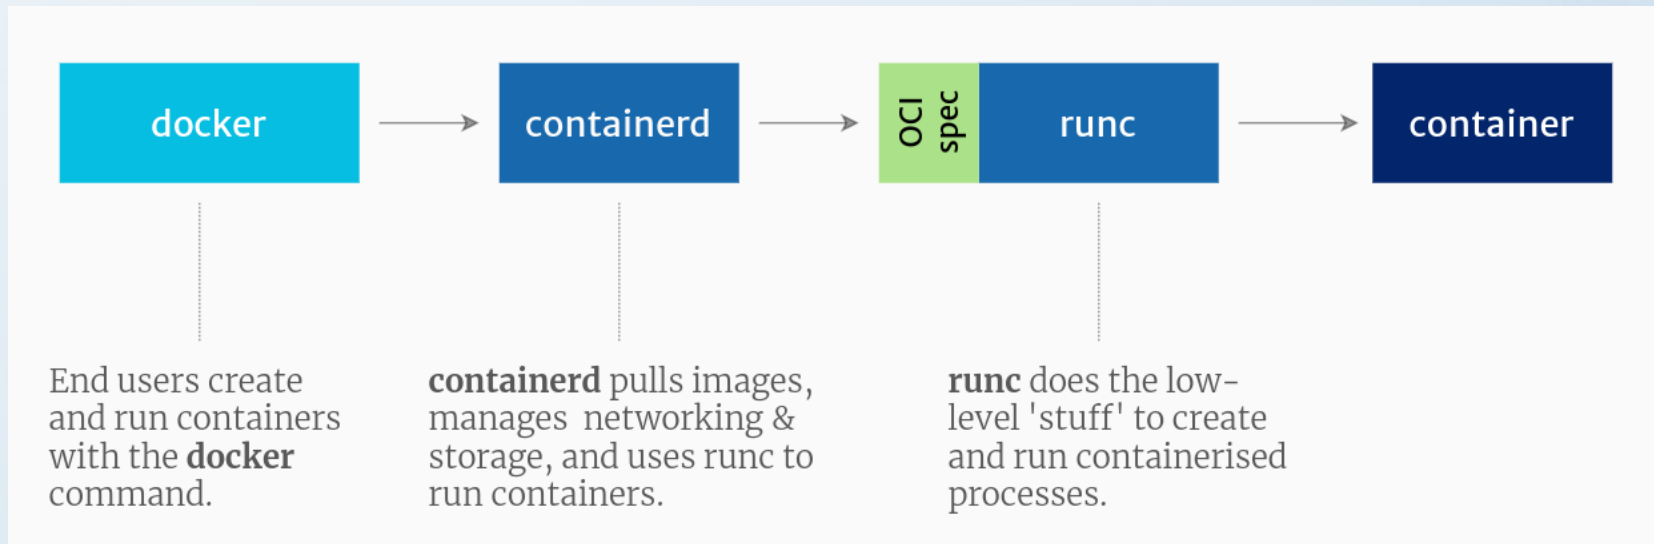 docker
containerd
OCI
spec
runc
container
End users create
and run containers
with the docker
command.
containerd pulls images,
manages networking &
storage, and uses runc to
run containers.
runc does the low-
level 'stuff' to create
and run containerised
processes.